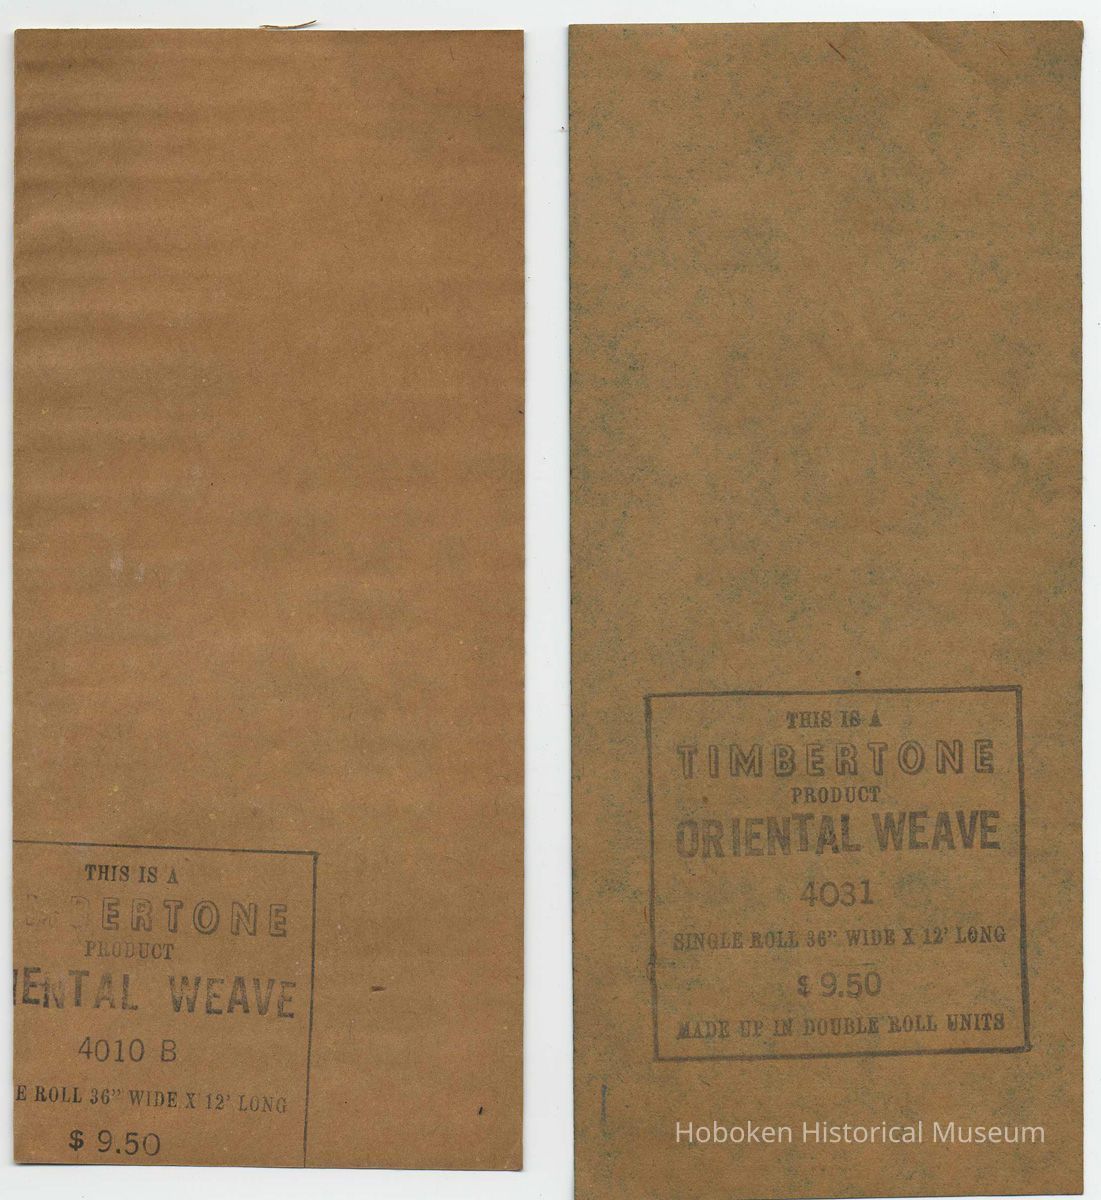 THIS IS A
BERTONE
PRODUCT
IENTAL WEAVE
4010 B
E ROLL 36" WIDE X 12' LONG
$ 9.50
THIS IS A
TIMBERTONE
PRODUCT
ORIENTAL WEAVE
4031
SINGLE ROLL 36" WIDE X 12' LONG
$ 9.50
MADE UP IN DOUBLE ROLL UNITS
Hoboken Historical Museum